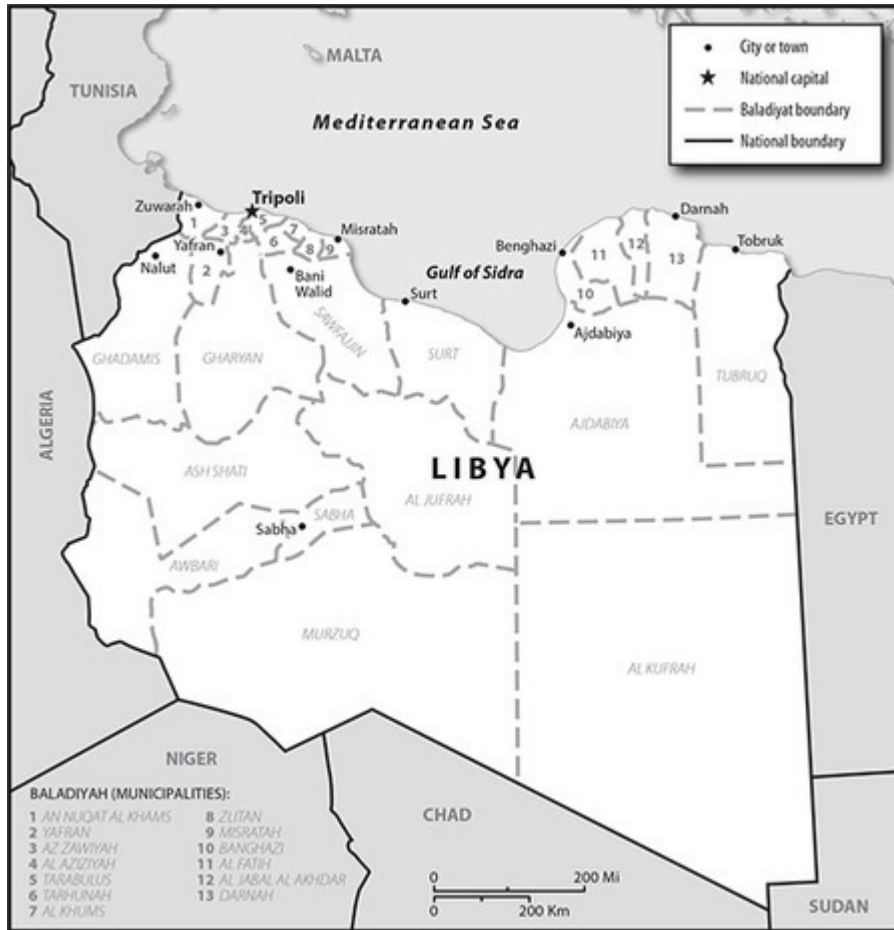 MALTA
TUNISIA
Mediterranean Sea
City or town
National capital
Baladiyat boundary
National boundary
Zuwarah
Tripoli
Darnah
1
3
4
5
7
Misratah
Yafran
6
8
9
Benghazi
11
12
13
Tobruk
Nalut
2
Bani
Walid
Gulf of Sidra
10
Surt
Ajdabiya
SAWFAJJIN
GHADAMIS
GHARYAN
SURT
TUBRUQ
AJDABIYA
ALGERIA
LIBYA
ASH SHATI
AL JUFRAH
SABHA
Sabha
EGYPT
AWBARI
MURZUQ
AL KUFRAH
NIGER
CHAD
SUDAN
BALADIYAH (MUNICIPALITIES):
1 AN NUQAT AL KHAMS
2 YAFRAN
3 AZ ZAWIYAH
4 AL AZIZIYAH
5 TARABULUS
6 TARHUNAH
7 AL KHUMS
8 ZLITAN
9 MISRATAH
10 BANGHAZI
11 AL FATIH
12 AL JABAL AL AKHDAR
13 DARNAH
0 200 Mi
0 200 Km